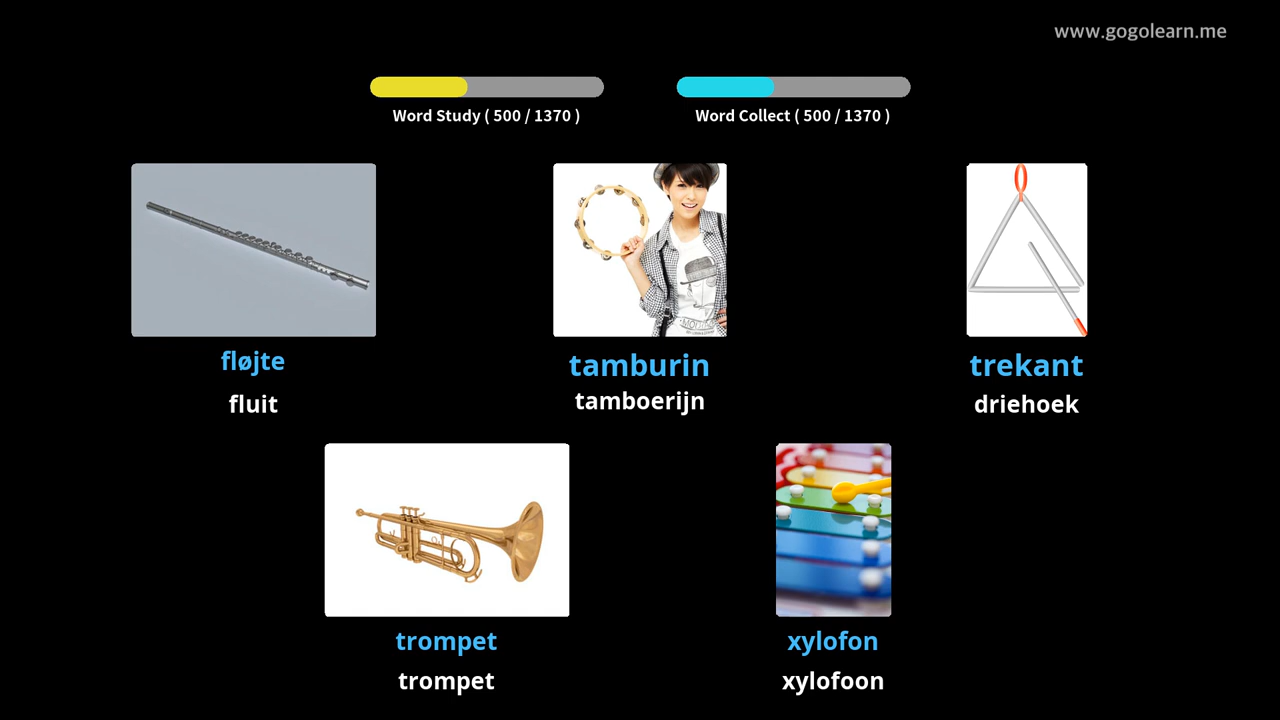 www.gogolearn.me
Word Study ( 500 / 1370 )
Word Collect ( 500 / 1370 )
fløjte
fluit
tamburin
tamboerijn
trekant
driehoek
trompet
trompet
xylofon
xylofoon